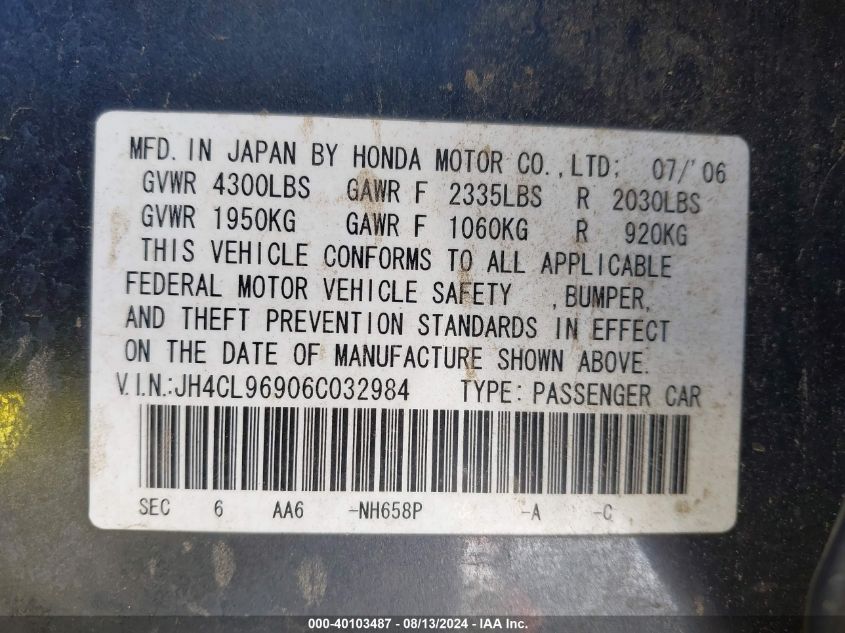 MFD. IN JAPAN BY HONDA MOTOR CO., LTD; 07/'06
GVWR 4300LBS GAWR F 2335LBS R 2030LBS
GVWR 1950KG GAWR F 1060KG R 920KG
THIS VEHICLE CONFORMS TO ALL APPLICABLE
FEDERAL MOTOR VEHICLE SAFETY , BUMPER,
AND THEFT PREVENTION STANDARDS IN EFFECT
ON THE DATE OF MANUFACTURE SHOWN ABOVE.
V.I.N.:JH4CL96906C032984 TYPE: PASSENGER CAR
SEC 6 AA6 -NH658P -A -C
000-40103487 - 08/13/2024 - IAA Inc.